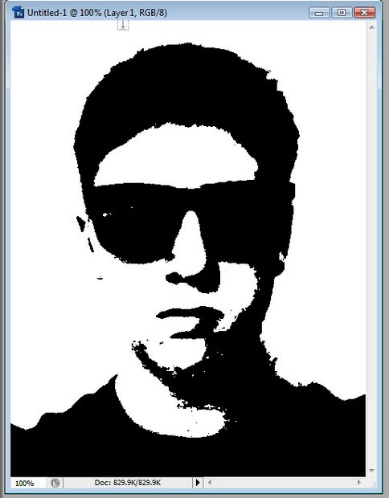 Untitled-1 @ 100% (Layer 1, RGB/8)
100%
Doc: 829.9K/829.9K